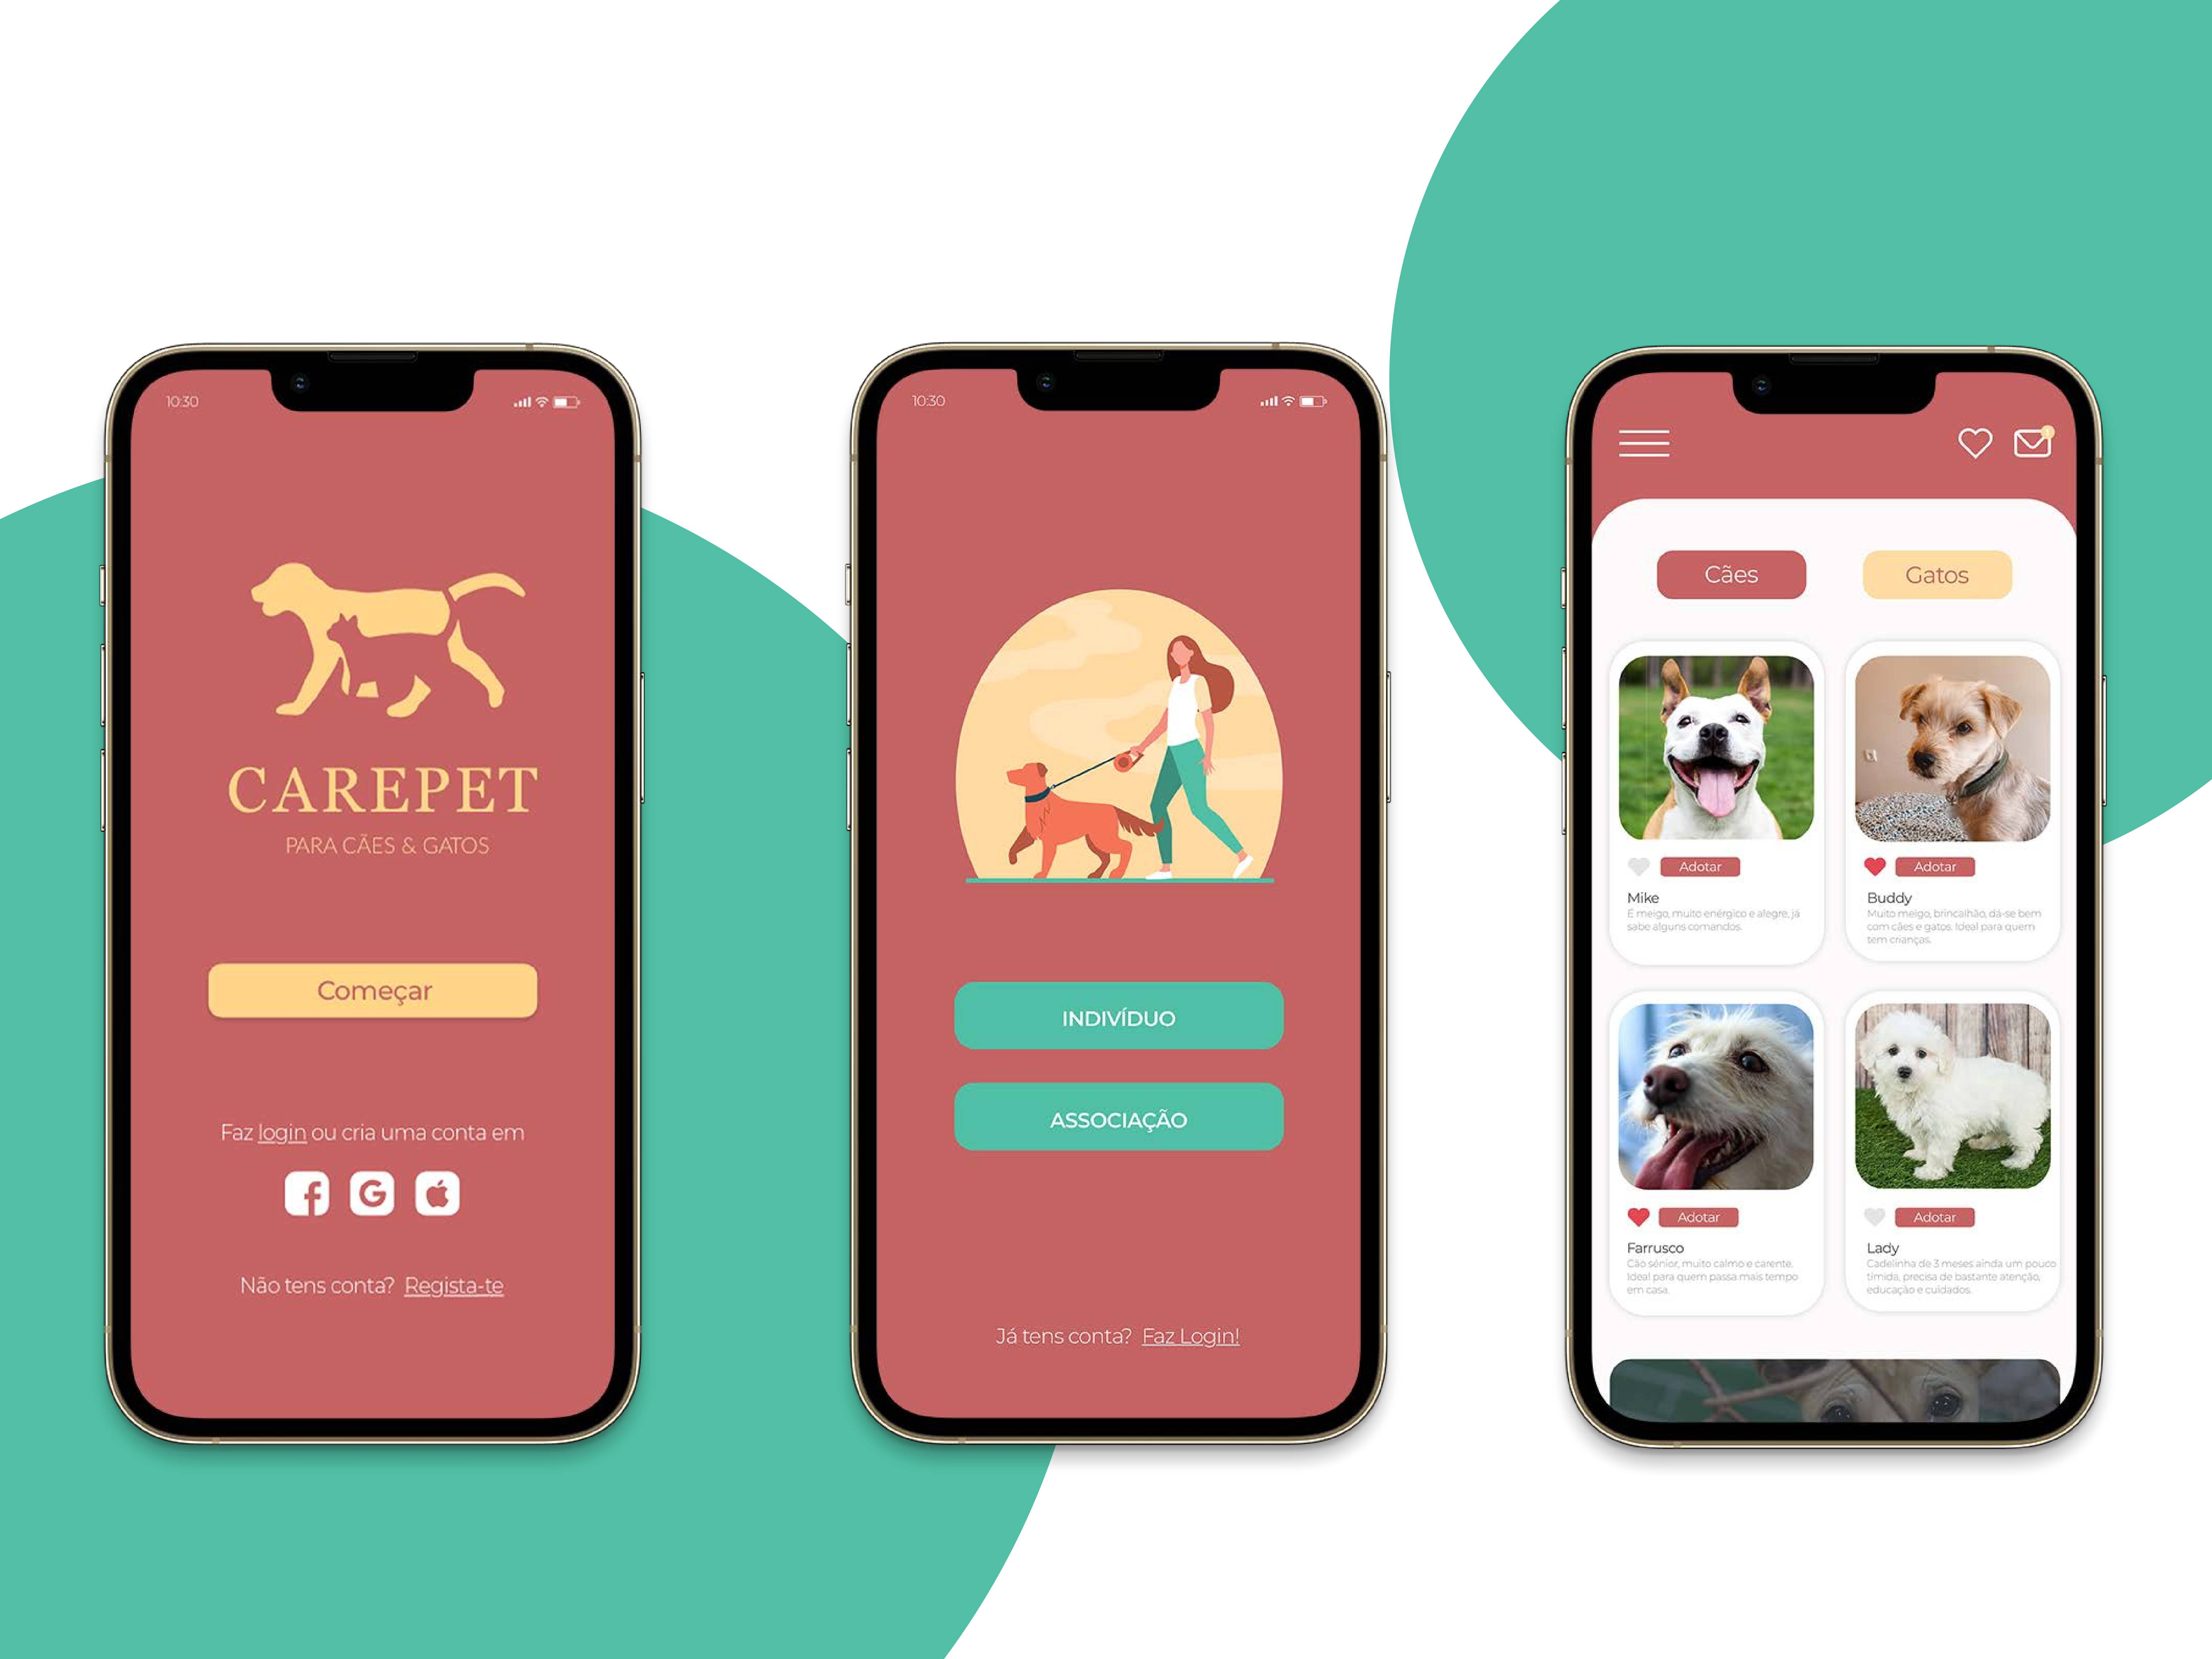 10:30
CAREPET
PARA CÃES & GATOS
Começar
Faz login ou cria uma conta em
Não tens conta? Regista-te
10:30
INDIVÍDUO
ASSOCIAÇÃO
Já tens conta? Faz Login!
Cães
Gatos
Adotar
Mike
É meigo, muito enérgico e alegre, já
sabe alguns comandos.
Adotar
Buddy
Muito meigo, brincalhão, dá-se bem
com cães e gatos. Ideal para quem
tem crianças.
Adotar
Farrusco
Cão sénior, muito calmo e carente.
Ideal para quem passa mais tempo
em casa.
Adotar
Lady
Cadelinha de 3 meses ainda um pouco
tímida, precisa de bastante atenção,
educação e cuidados.